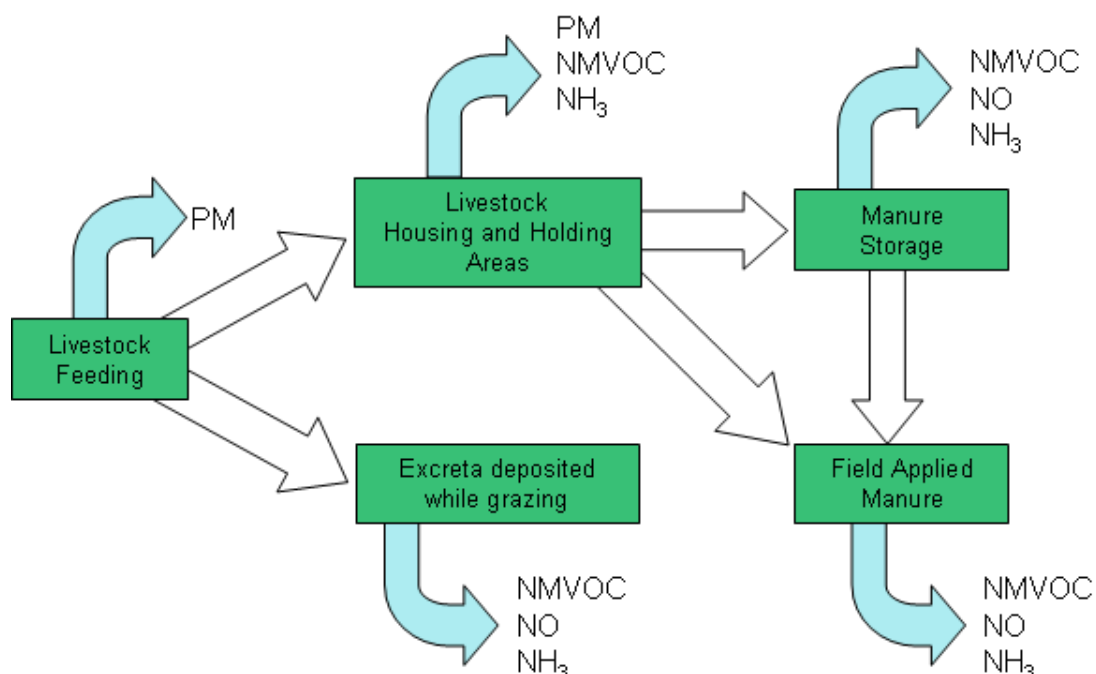 PM
NMVOC
NH₃
NMVOC
NO
NH₃
PM
Livestock
Housing and Holding
Areas
Manure
Storage
Livestock
Feeding
Excreta deposited
while grazing
Field Applied
Manure
NMVOC
NO
NH₃
NMVOC
NO
NH₃